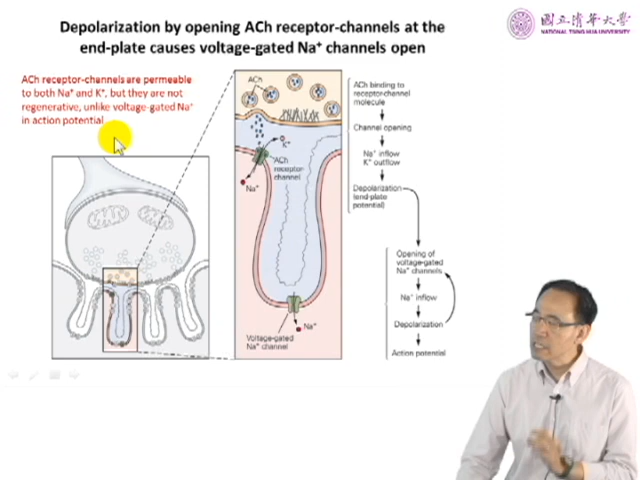 Depolarization by opening ACh receptor-channels at the
end-plate causes voltage-gated Na⁺ channels open
國立清華大學
NATIONAL TSING HUA UNIVERSITY
ACh receptor-channels are permeable
to both Na⁺ and K⁺, but they are not
regenerative, unlike voltage-gated Na⁺
in action potential
ACh
K⁺
ACh
receptor-
channel
Na⁺
Voltage-gated
Na⁺ channel
Na⁺
ACh binding to
receptor-channel
molecule
Channel opening
Na⁺ inflow
K⁺ outflow
Depolarization
(end-plate
potential)
Opening of
voltage-gated
Na⁺ channels
Na⁺ inflow
Depolarization
Action potential